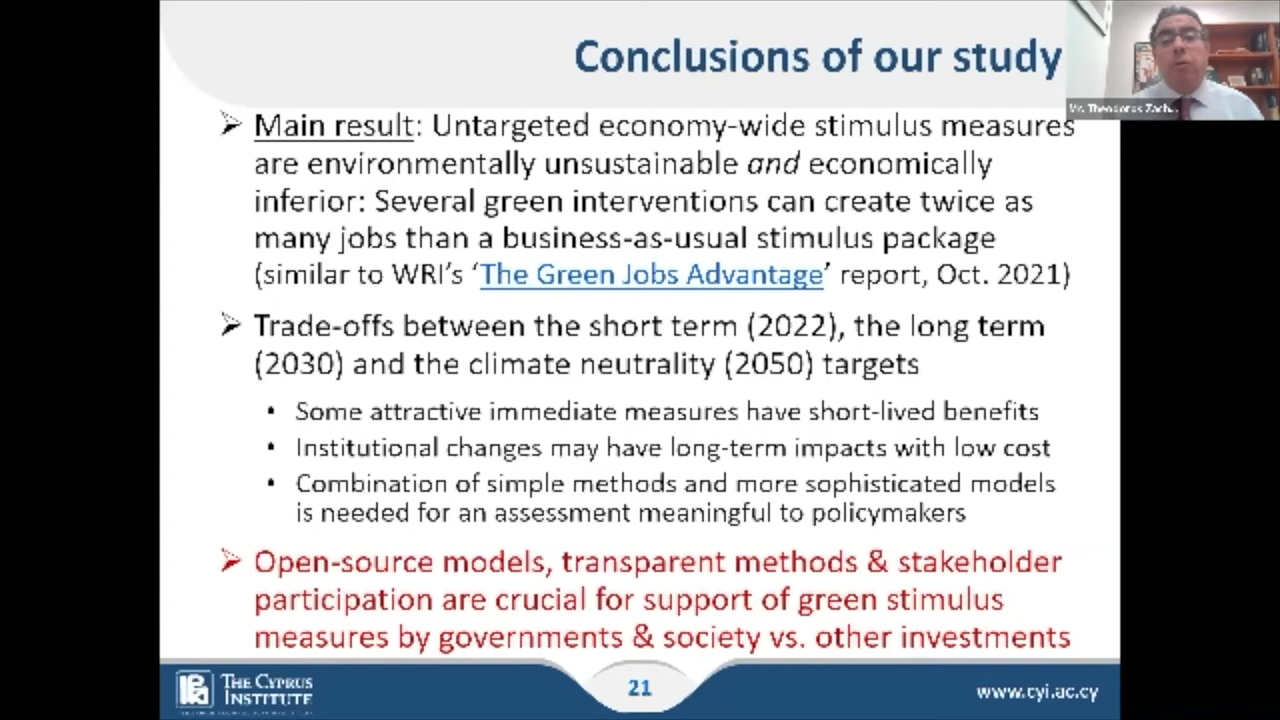 Conclusions of our study
Mr. Theodoros Zach...
➢ Main result: Untargeted economy-wide stimulus measures
are environmentally unsustainable and economically
inferior: Several green interventions can create twice as
many jobs than a business-as-usual stimulus package
(similar to WRI's ‘The Green Jobs Advantage’ report, Oct. 2021)
➢ Trade-offs between the short term (2022), the long term
(2030) and the climate neutrality (2050) targets
• Some attractive immediate measures have short-lived benefits
• Institutional changes may have long-term impacts with low cost
• Combination of simple methods and more sophisticated models
is needed for an assessment meaningful to policymakers
➢ Open-source models, transparent methods & stakeholder
participation are crucial for support of green stimulus
measures by governments & society vs. other investments
THE CYPRUS
INSTITUTE
21
www.cyi.ac.cy